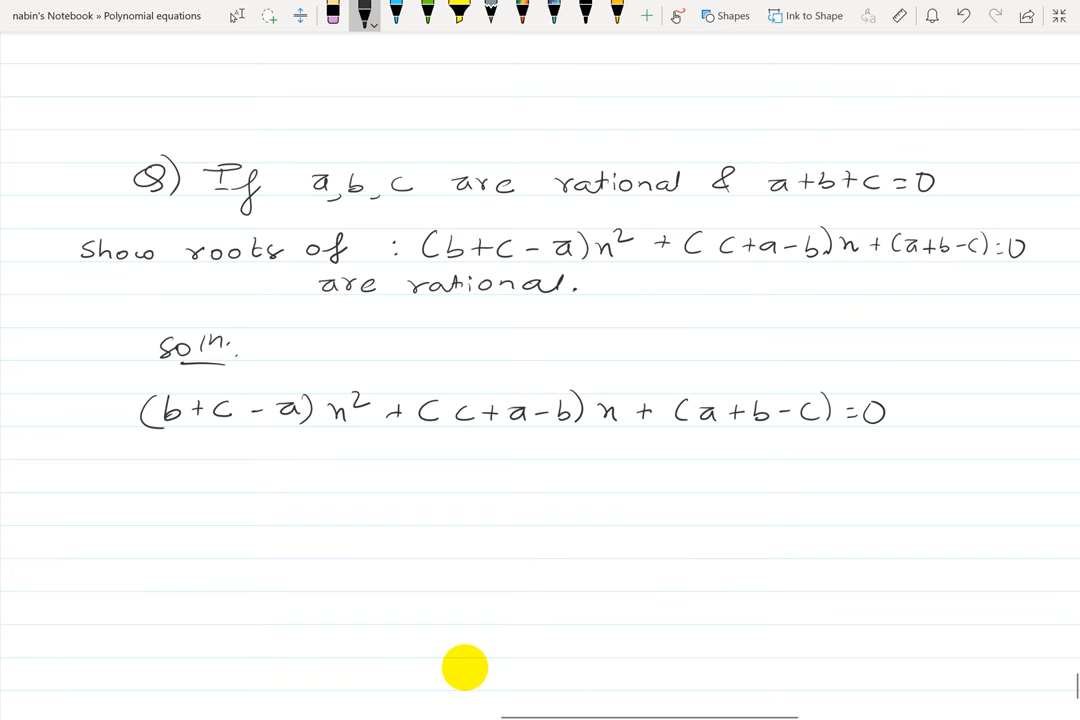 nabin's Notebook » Polynomial equations Shapes Ink to Shape
Q) If a, b, c are rational & a+b+c=0
Show roots of : (b+c-a)x² + (c+a-b)x + (a+b-c)=0
are rational.
Soln:
(b+c-a)x² + (c+a-b)x + (a+b-c)=0